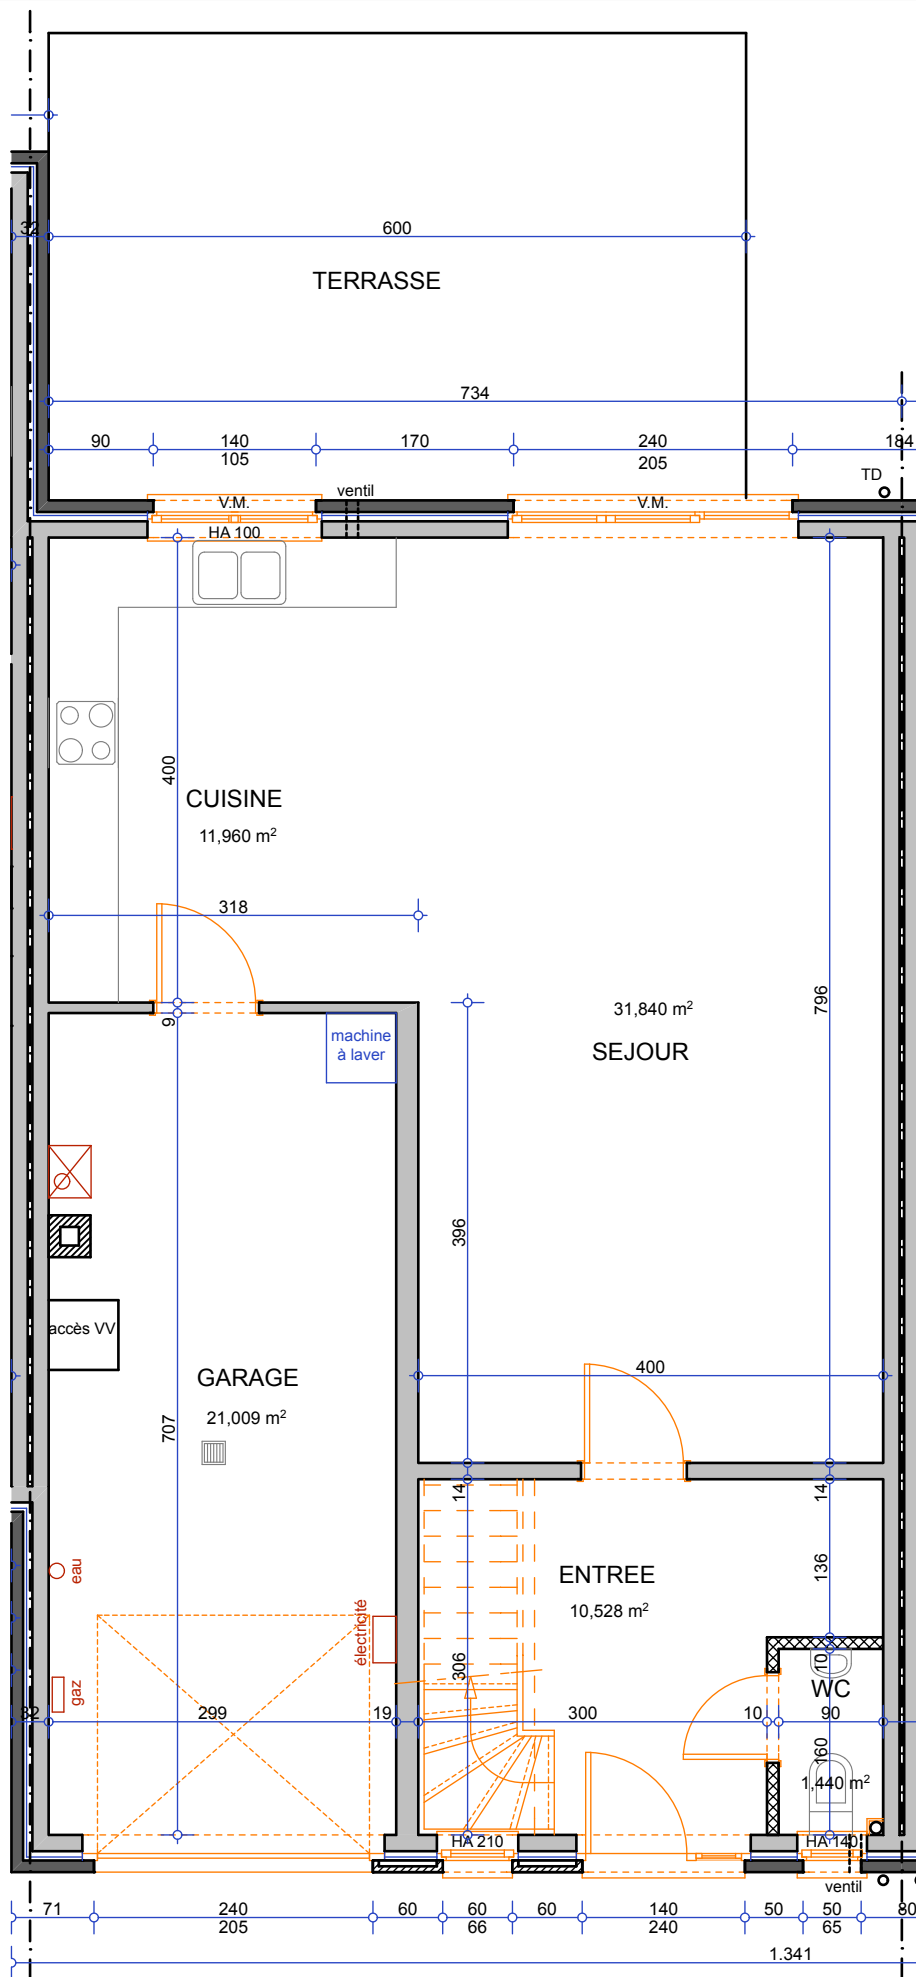 32
600
TERRASSE
734
90
140
170
240
184
105
205
TD
ventil
V.M.
V.M.
HA 100
400
CUISINE
11,960 m²
318
796
31,840 m²
SEJOUR
9
machine
à laver
396
accès VV
GARAGE
21,009 m²
400
707
14
14
eau
électricité
ENTREE
10,528 m²
136
306
10
WC
gaz
32
299
19
300
10
90
160
1,440 m²
HA 210
HA 140
ventil
71
240
60
60
60
140
50
50
80
205
66
240
65
1.341